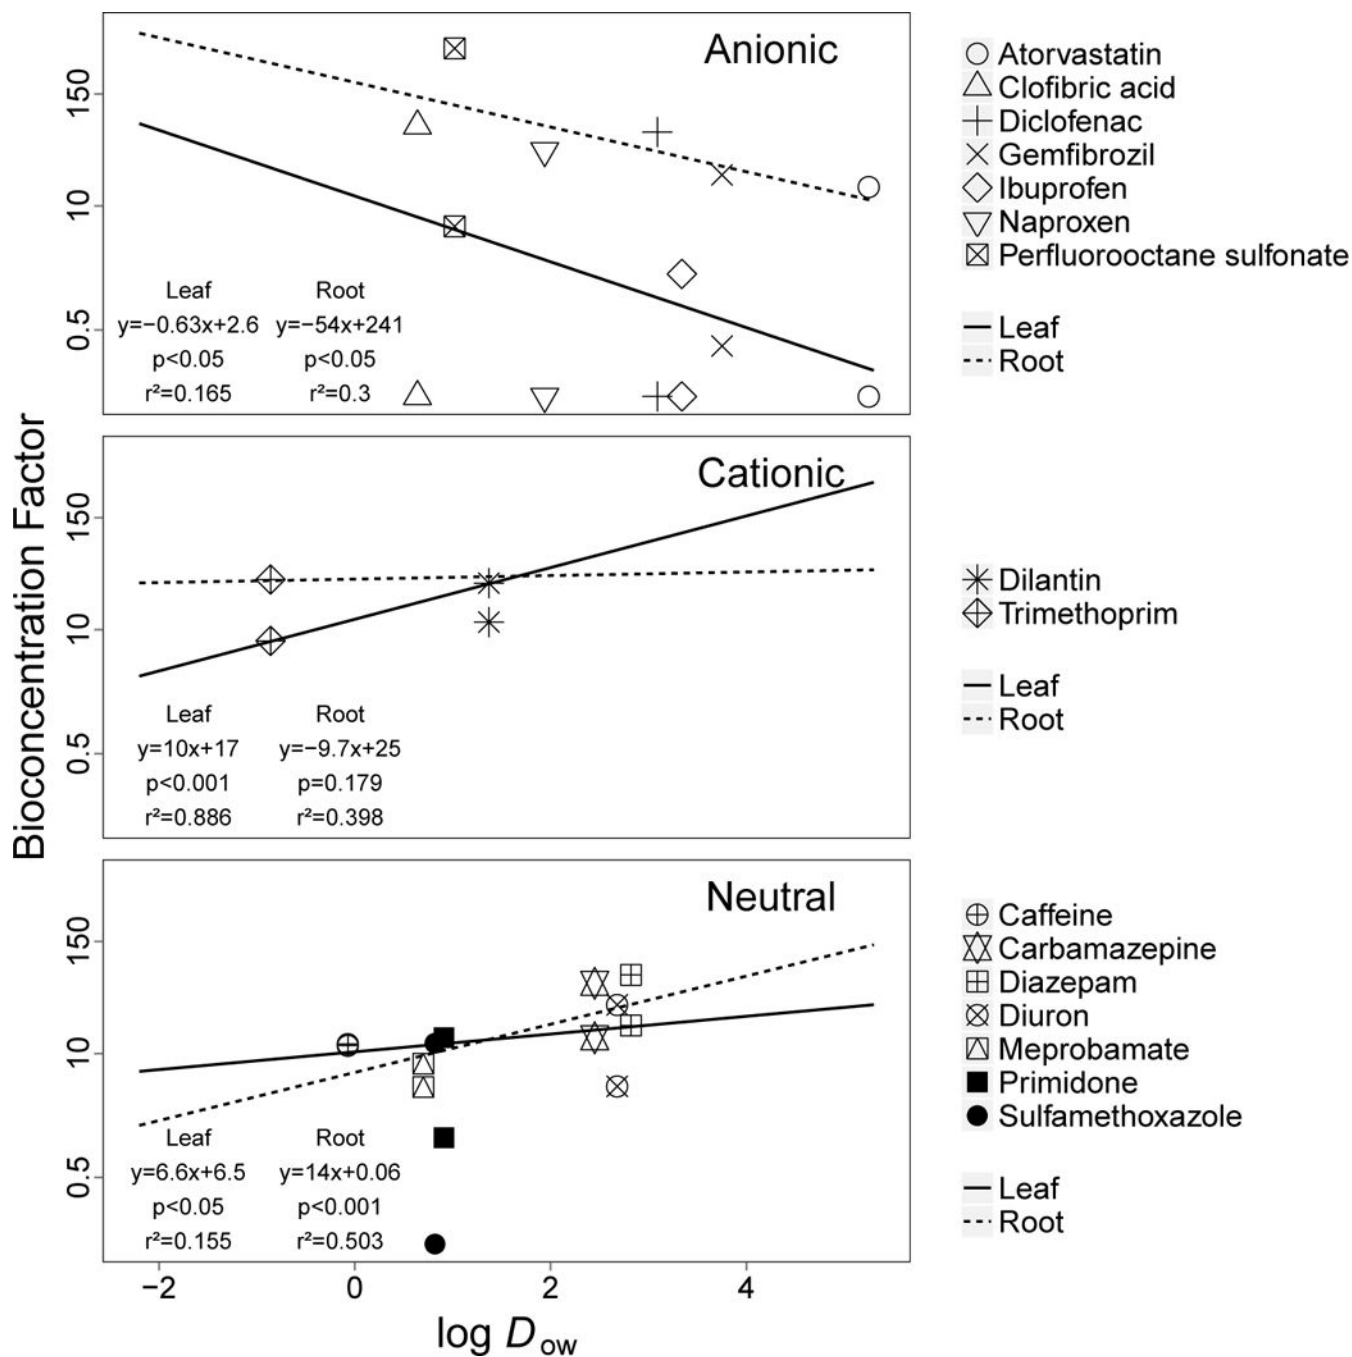 Bioconcentration Factor
Anionic
150
10
0.5
Leaf Root
y=−0.63x+2.6 y=−54x+241
p<0.05 p<0.05
r²=0.165 r²=0.3
Atorvastatin
Clofibric acid
Diclofenac
Gemfibrozil
Ibuprofen
Naproxen
Perfluorooctane sulfonate
Leaf
Root
Cationic
150
10
0.5
Leaf Root
y=10x+17 y=−9.7x+25
p<0.001 p=0.179
r²=0.886 r²=0.398
Dilantin
Trimethoprim
Leaf
Root
Neutral
150
10
0.5
Leaf Root
y=6.6x+6.5 y=14x+0.06
p<0.05 p<0.001
r²=0.155 r²=0.503
Caffeine
Carbamazepine
Diazepam
Diuron
Meprobamate
Primidone
Sulfamethoxazole
Leaf
Root
−2 0 2 4
log Dow